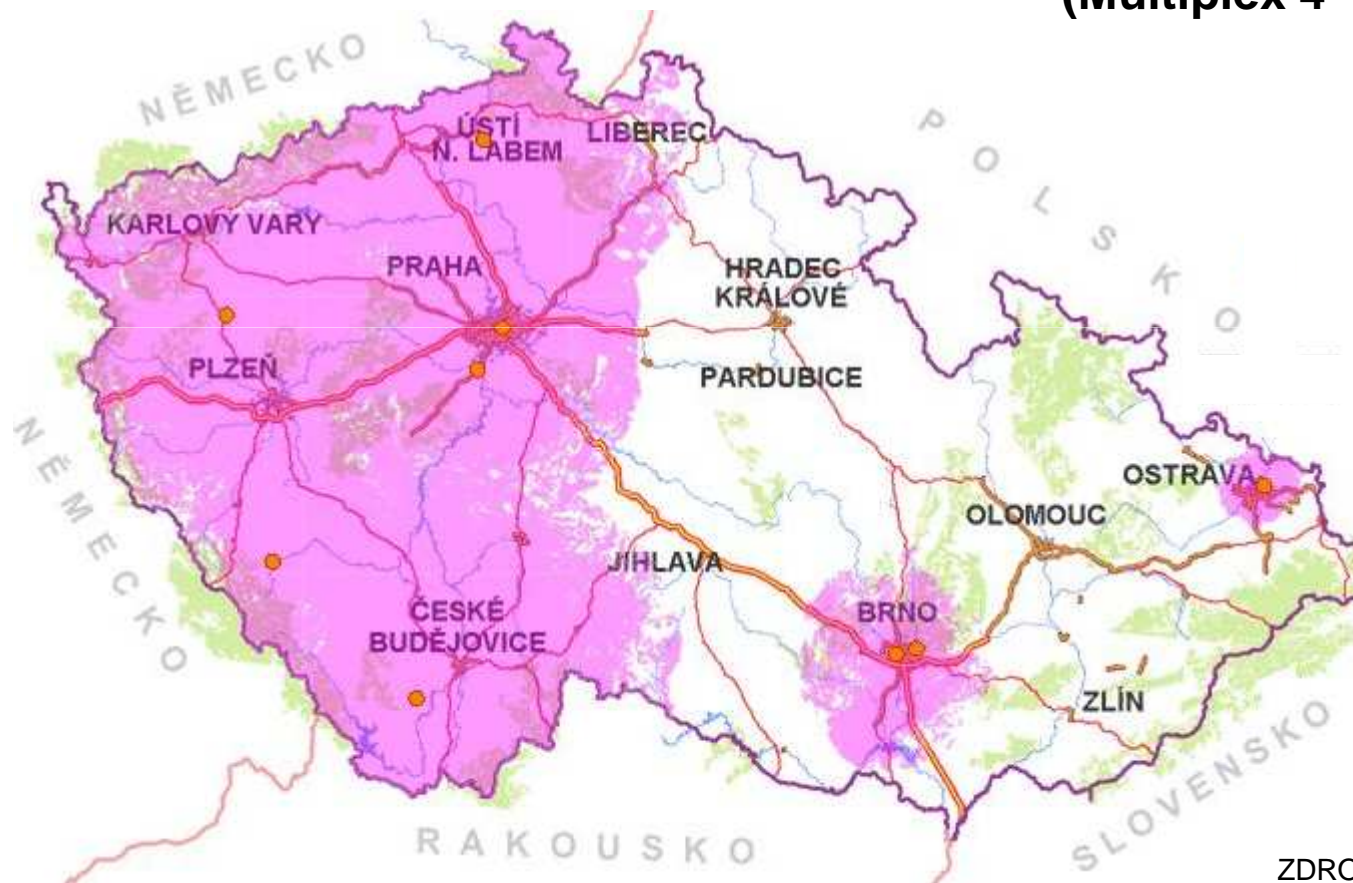 (Multiplex 4
NĚMECKO
POLSKO
ÚSTÍ
N. LABEM
LIBEREC
KARLOVY VARY
PRAHA
HRADEC
KRÁLOVÉ
PLZEŇ
PARDUBICE
NĚMECKO
OSTRAVA
OLOMOUC
JIHLAVA
ČESKÉ
BUDĚJOVICE
BRNO
ZLÍN
SLOVENSKO
RAKOUSKO